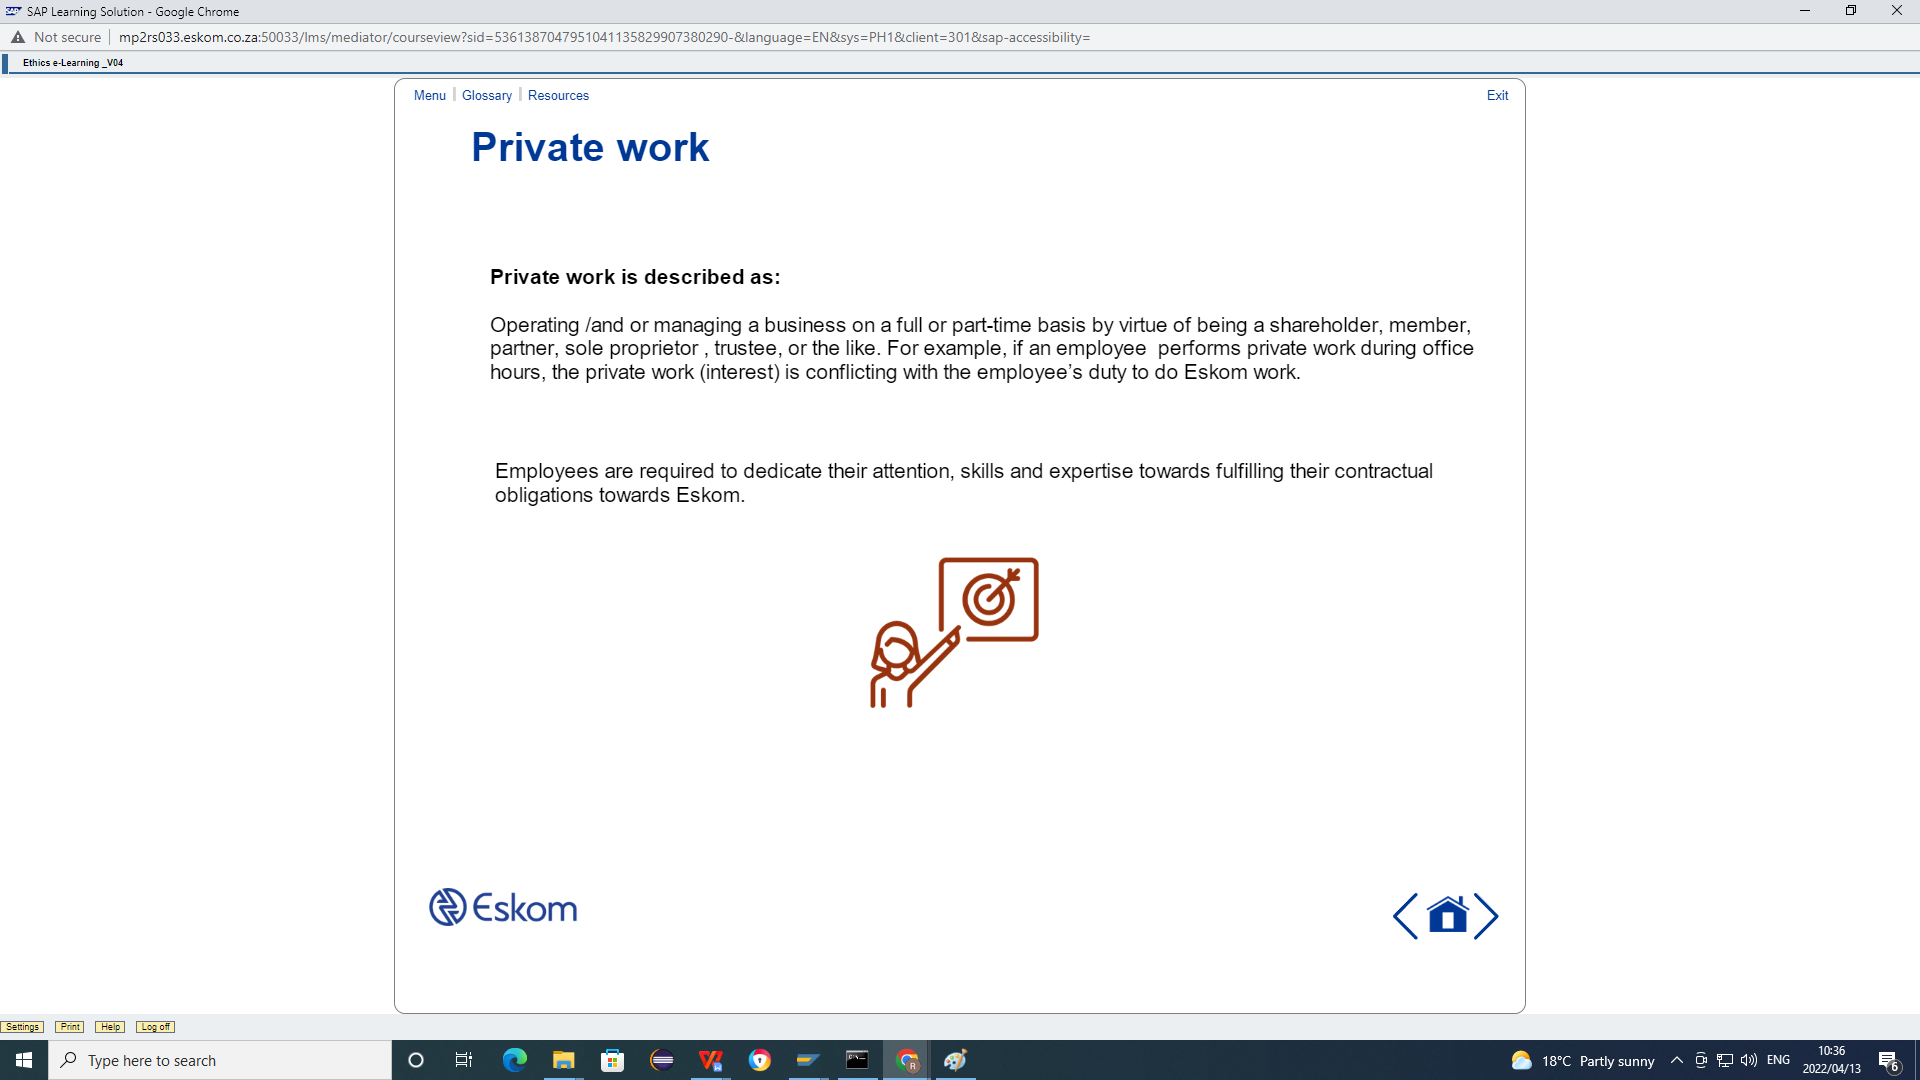 SAP Learning Solution - Google Chrome
Not secure | mp2rs033.eskom.co.za:50033/lms/mediator/courseview?sid=5361387047951041135829907380290-&language=EN&sys=PH1&client=301&sap-accessibility=
Ethics e-Learning _V04
Menu | Glossary | Resources
Exit
Private work
Private work is described as:
Operating /and or managing a business on a full or part-time basis by virtue of being a shareholder, member,
partner, sole proprietor , trustee, or the like. For example, if an employee  performs private work during office
hours, the private work (interest) is conflicting with the employee’s duty to do Eskom work.
Employees are required to dedicate their attention, skills and expertise towards fulfilling their contractual
obligations towards Eskom.
Eskom
Settings Print Help Log off
Type here to search
18°C Partly sunny
ENG
10:36
2022/04/13
6